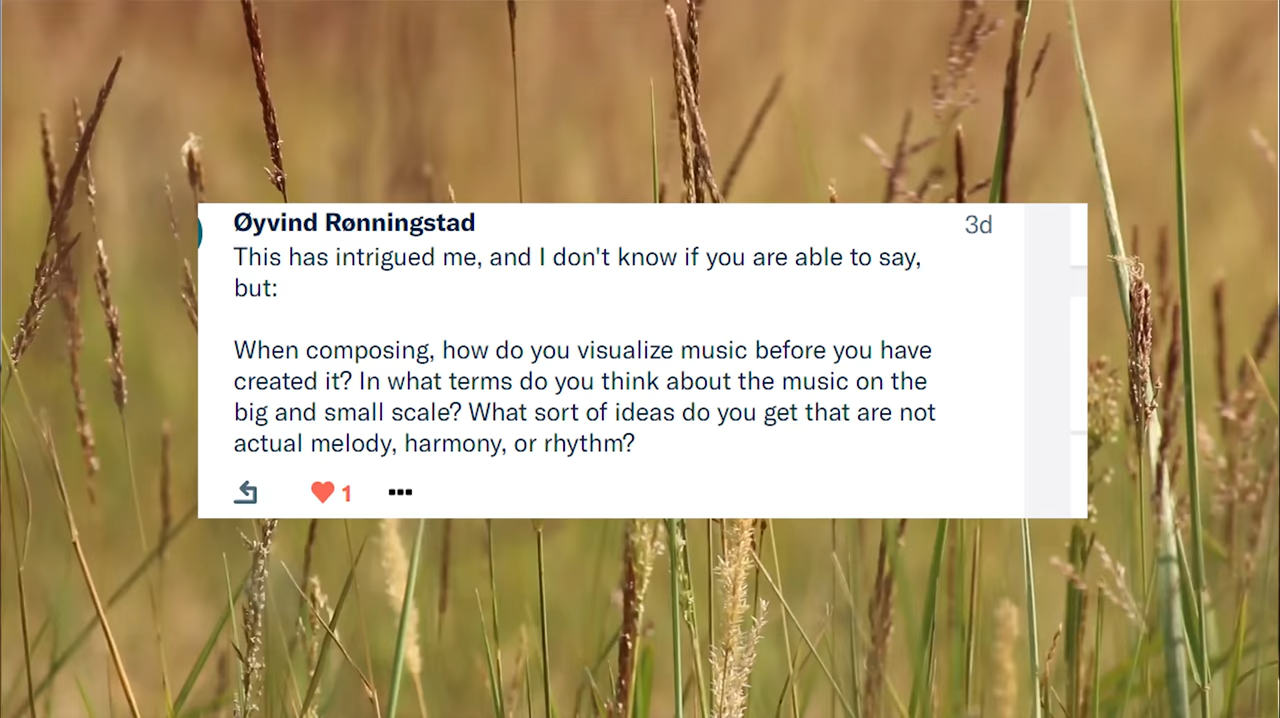 Øyvind Rønningstad
3d
This has intrigued me, and I don't know if you are able to say,
but:
When composing, how do you visualize music before you have
created it? In what terms do you think about the music on the
big and small scale? What sort of ideas do you get that are not
actual melody, harmony, or rhythm?
1